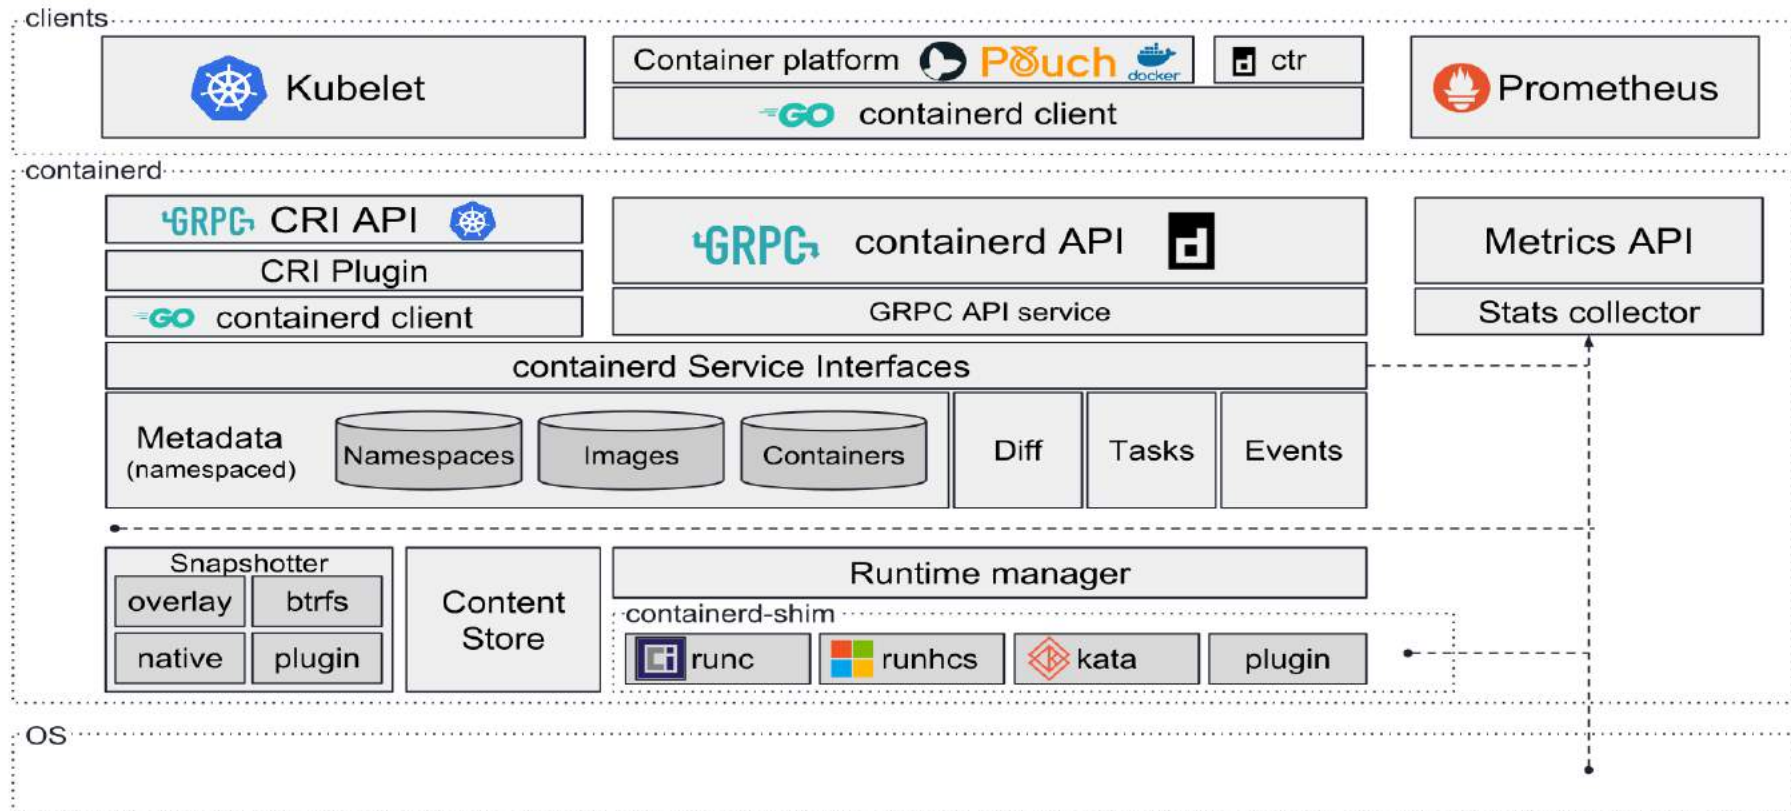 clients
Kubelet
Container platform Pouch docker
ctr
GO containerd client
Prometheus
containerd
GRPC CRI API
CRI Plugin
GO containerd client
GRPC containerd API d
GRPC API service
Metrics API
Stats collector
containerd Service Interfaces
Metadata
(namespaced)
Namespaces
Images
Containers
Diff
Tasks
Events
Snapshotter
overlay
btrfs
native
plugin
Content
Store
Runtime manager
containerd-shim
runc
runhcs
kata
plugin
OS